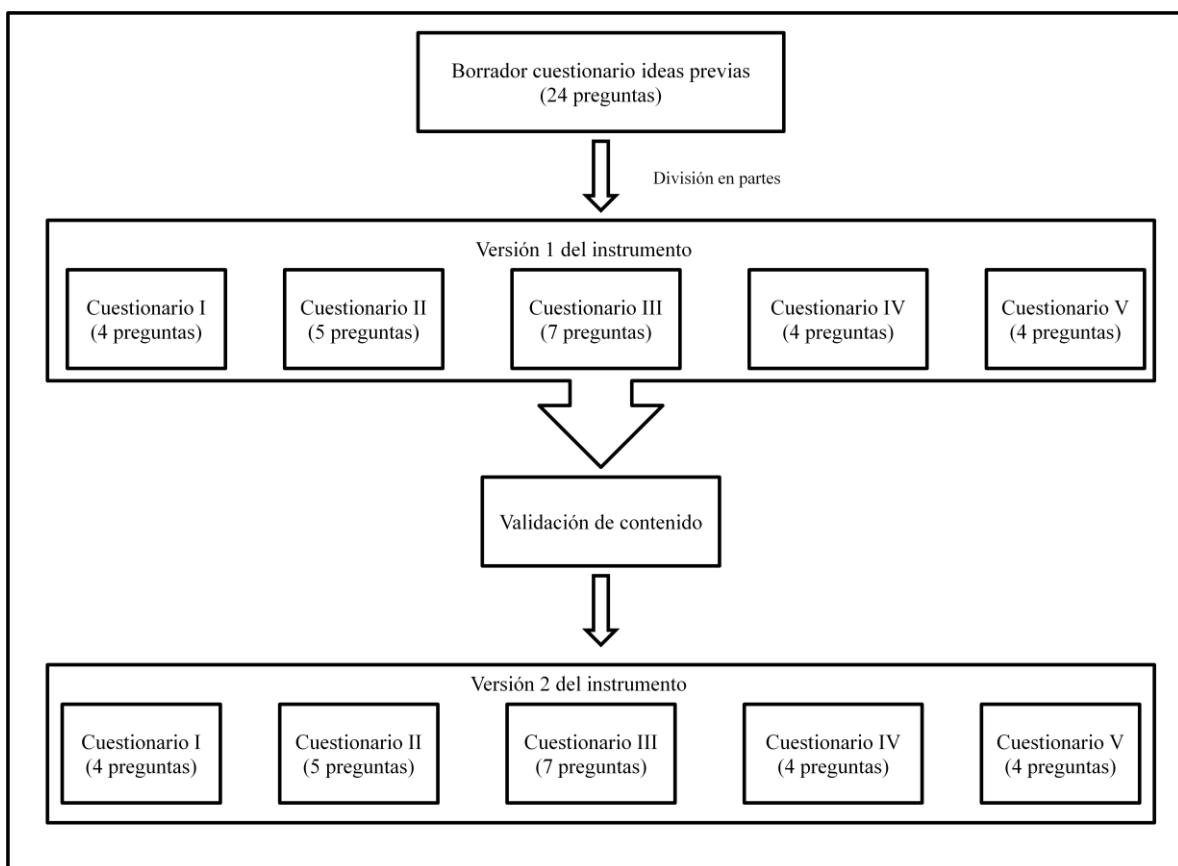 Borrador cuestionario ideas previas
(24 preguntas)
División en partes
Versión 1 del instrumento
Cuestionario I
(4 preguntas)
Cuestionario II
(5 preguntas)
Cuestionario III
(7 preguntas)
Cuestionario IV
(4 preguntas)
Cuestionario V
(4 preguntas)
Validación de contenido
Versión 2 del instrumento
Cuestionario I
(4 preguntas)
Cuestionario II
(5 preguntas)
Cuestionario III
(7 preguntas)
Cuestionario IV
(4 preguntas)
Cuestionario V
(4 preguntas)